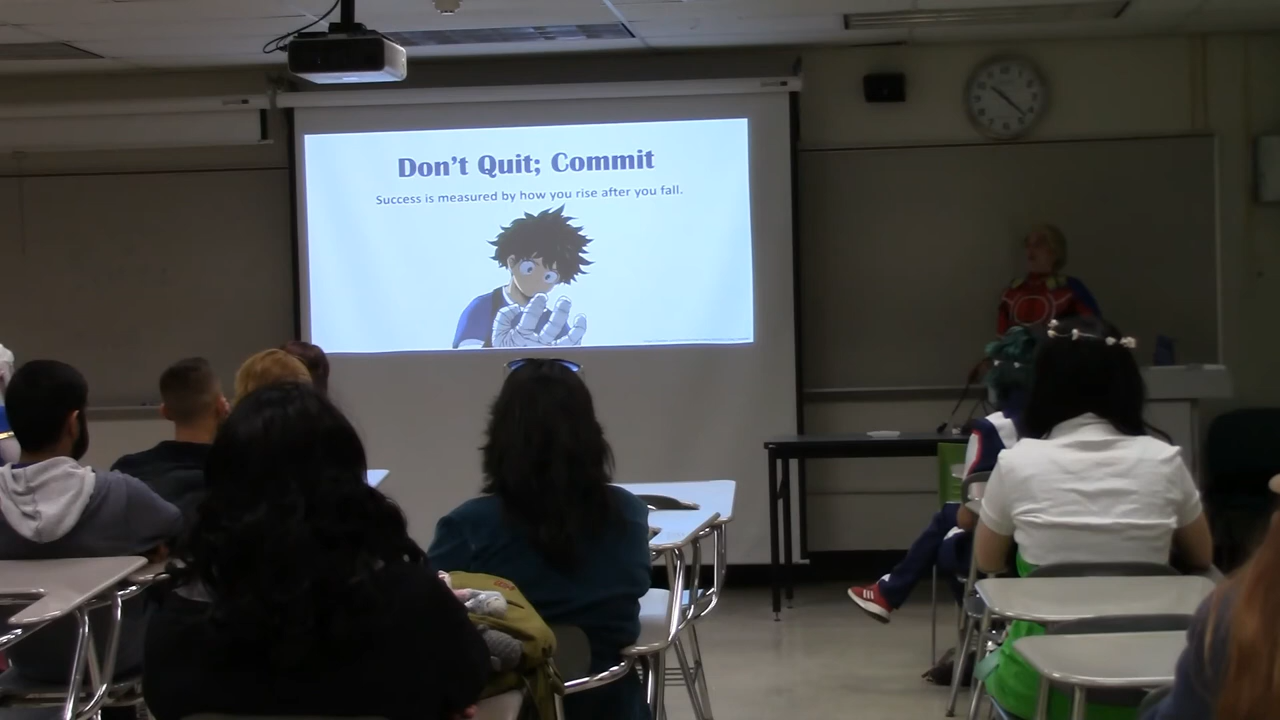 Don't Quit; Commit
Success is measured by how you rise after you fall.